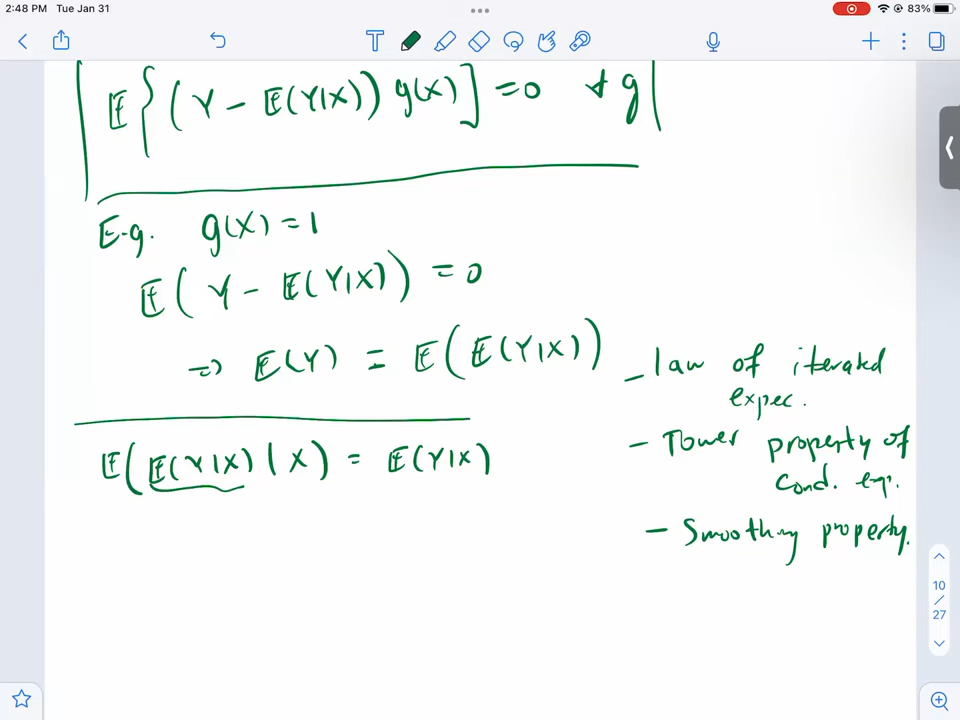 2:48 PM Tue Jan 31
83%
𝔼{(Y − 𝔼(Y|X)) g(X)] = 0 ∀ g
E.g. g(X) = 1
𝔼(Y − 𝔼(Y|X)) = 0
⇒ 𝔼(Y) = 𝔼(𝔼(Y|X))
– law of iterated
expec.
– Tower property of
cond. exp.
– Smoothing property.
𝔼(𝔼(Y|X) | X) = 𝔼(Y|X)
10
/
27